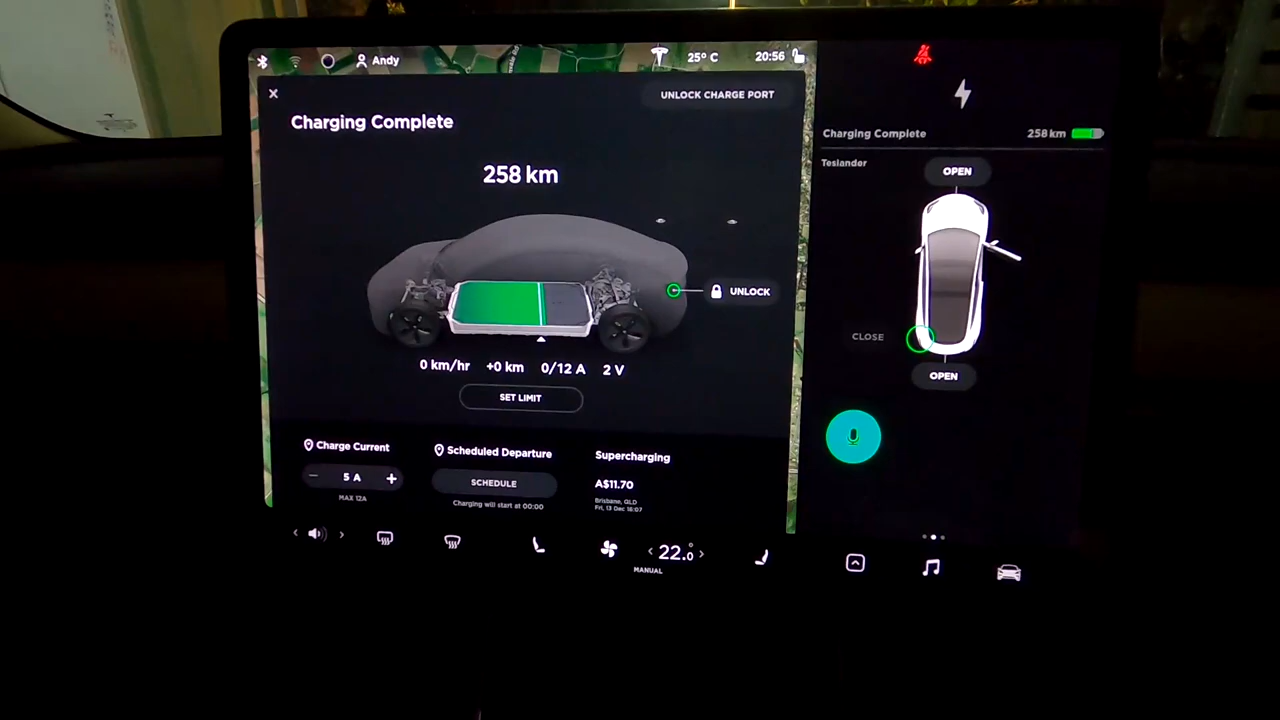 Andy
25° C
20:56
UNLOCK CHARGE PORT
Charging Complete
258 km
UNLOCK
0 km/hr +0 km 0/12 A 2 V
SET LIMIT
Charge Current
5 A
MAX 12A
Scheduled Departure
SCHEDULE
Charging will start at 00:00
Supercharging
A$11.70
Brisbane, QLD
Fri, 13 Dec 16:07
22.0
MANUAL
Charging Complete 258 km
Teslander
OPEN
CLOSE
OPEN